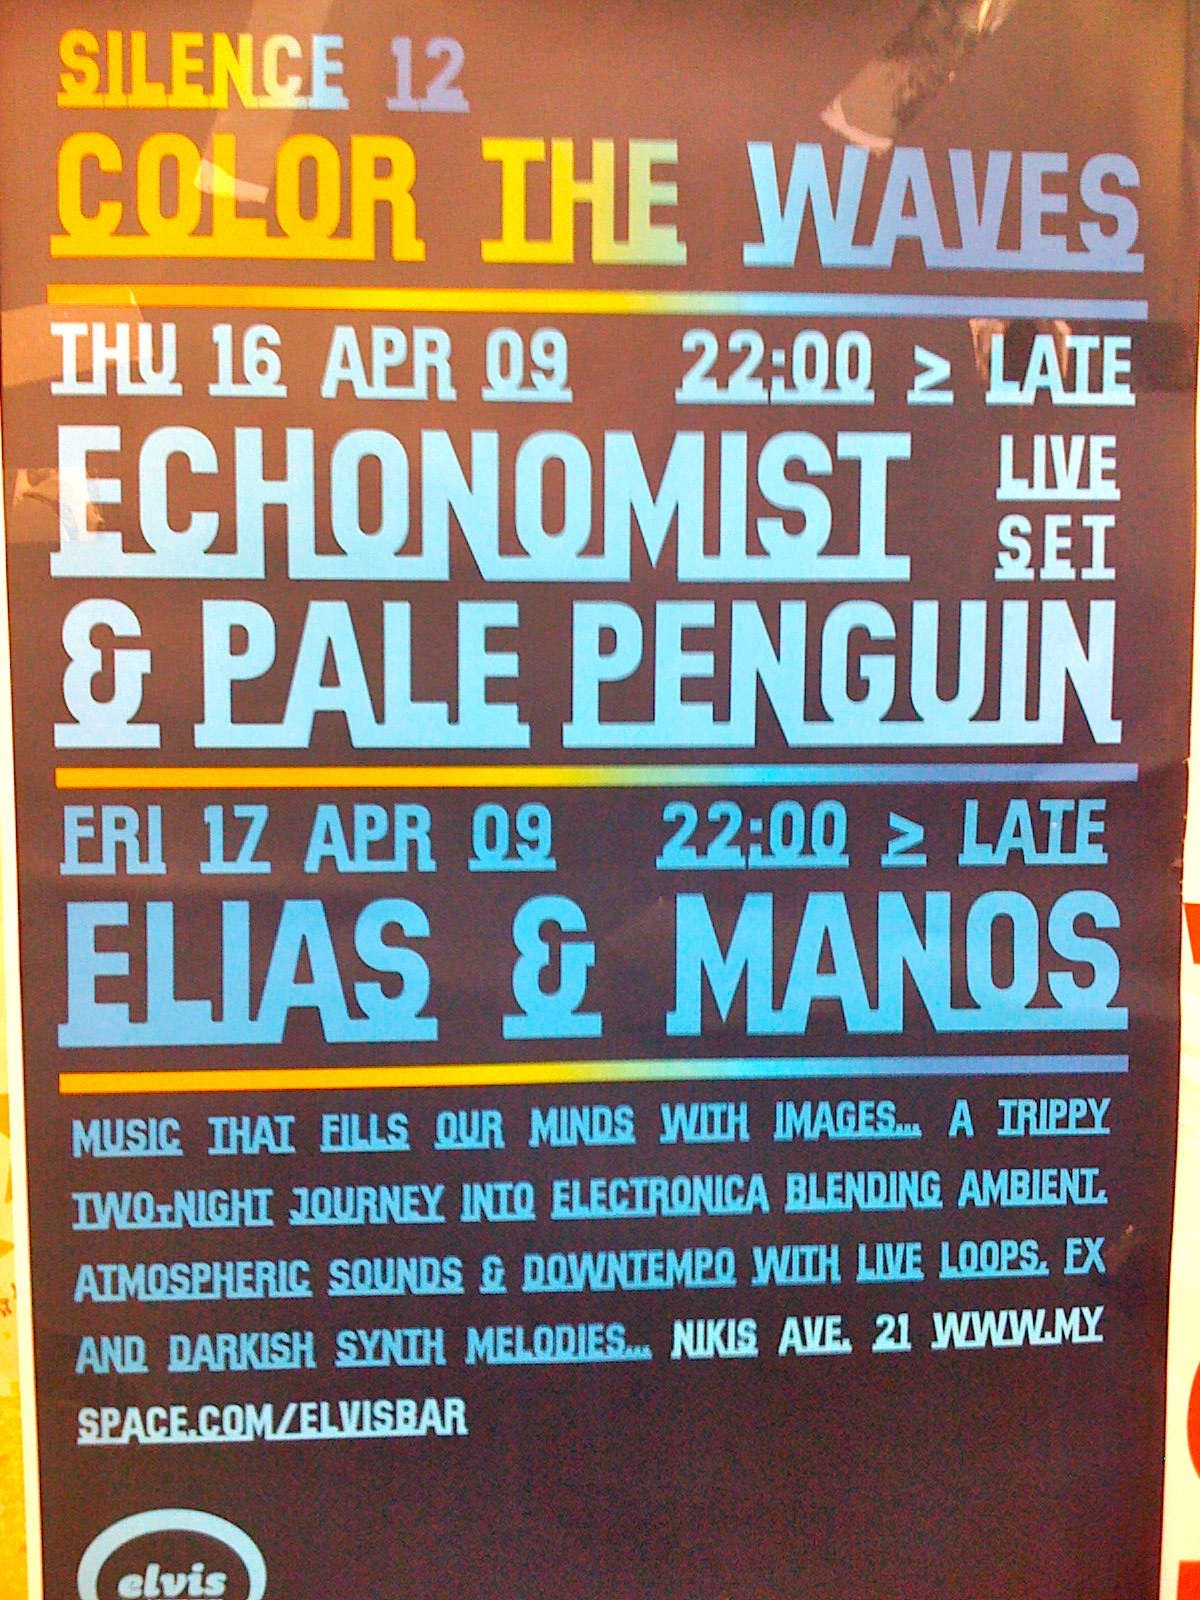 SILENCE 12
COLOR THE WAVES
THU 16 APR 09 22:00 > LATE
ECHONOMIST LIVE SET
& PALE PENGUIN
FRI 17 APR 09 22:00 > LATE
ELIAS & MANOS
MUSIC THAT FILLS OUR MINDS WITH IMAGES... A TRIPPY
TWO-NIGHT JOURNEY INTO ELECTRONICA BLENDING AMBIENT,
ATMOSPHERIC SOUNDS & DOWNTEMPO WITH LIVE LOOPS, FX
AND DARKISH SYNTH MELODIES... NIKIS AVE. 21 WWW.MY
SPACE.COM/ELVISBAR
elvis